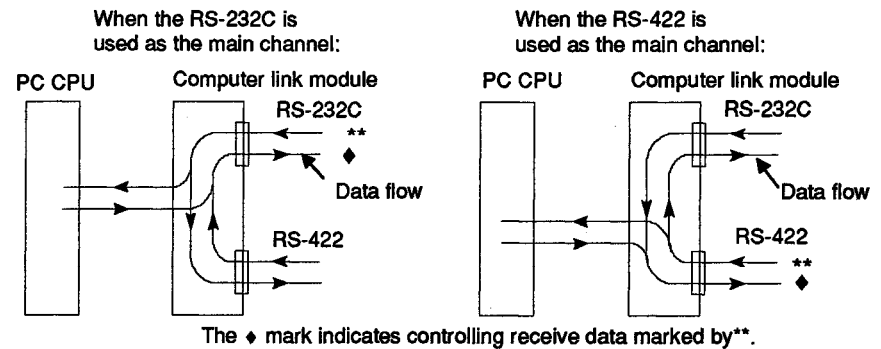 When the RS-232C is
used as the main channel:
PC CPU
Computer link module
RS-232C
**
♦
Data flow
RS-422
When the RS-422 is
used as the main channel:
PC CPU
Computer link module
RS-232C
Data flow
RS-422
**
♦
The ♦ mark indicates controlling receive data marked by**.